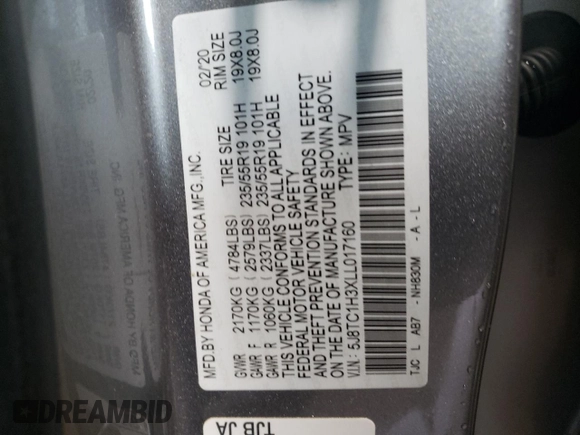 MFD.BY HONDA OF AMERICA MFG.,INC. 02/20
TIRE SIZE RIM SIZE
GVWR 2170KG ( 4784LBS)
GAWR F 1170KG ( 2579LBS) 235/55R19 101H 19X8.0J
GAWR R 1060KG ( 2337LBS) 235/55R19 101H 19X8.0J
THIS VEHICLE CONFORMS TO ALL APPLICABLE
FEDERAL MOTOR VEHICLE SAFETY
AND THEFT PREVENTION STANDARDS IN EFFECT
ON THE DATE OF MANUFACTURE SHOWN ABOVE.
V.I.N.: 5J8TC1H3XLL017160 TYPE: MPV
TJC L AB7 - NH830M - A - L
TJB JA
DREAMBID